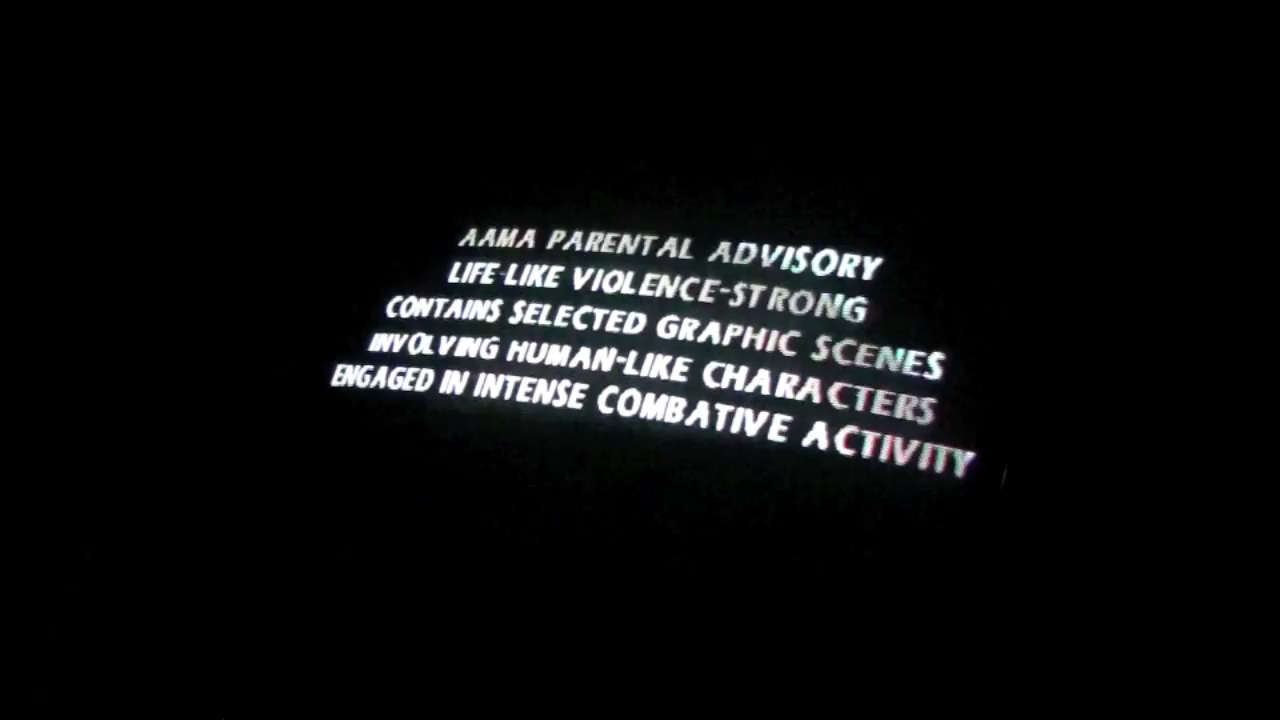 AAMA PARENTAL ADVISORY
LIFE-LIKE VIOLENCE-STRONG
CONTAINS SELECTED GRAPHIC SCENES
INVOLVING HUMAN-LIKE CHARACTERS
ENGAGED IN INTENSE COMBATIVE ACTIVITY